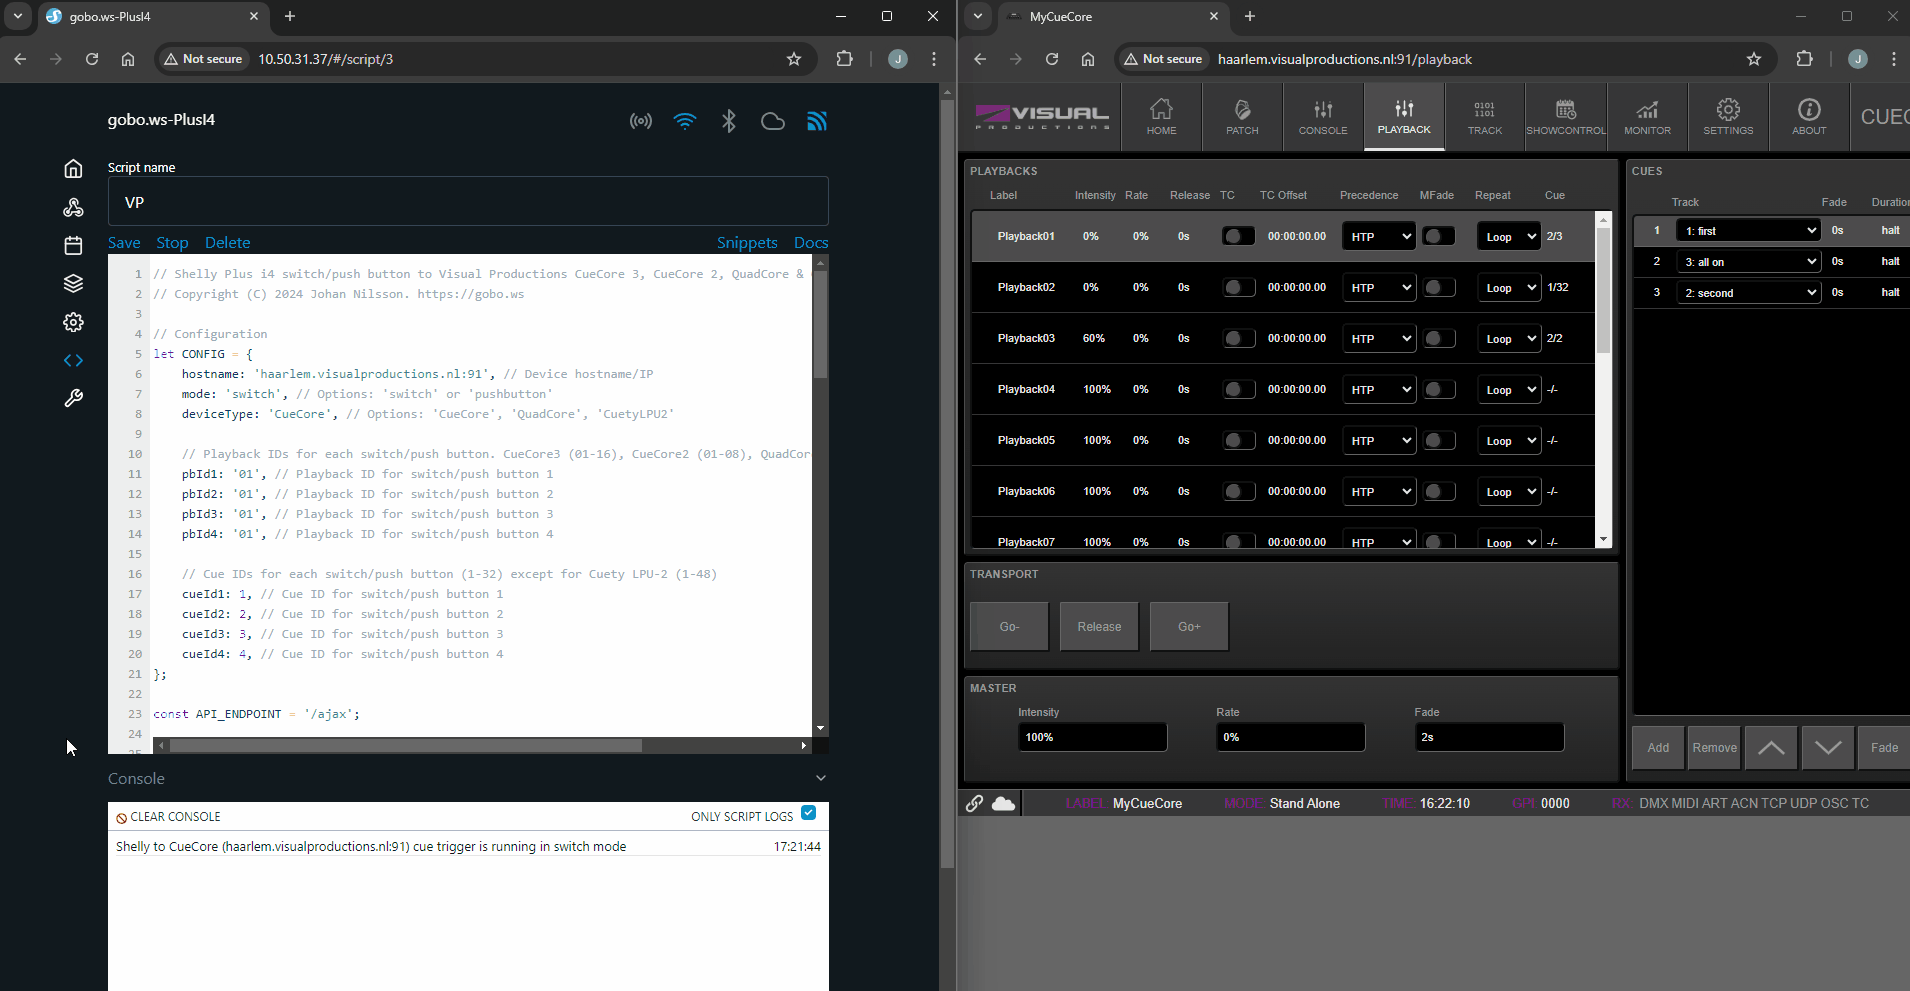 gobo.ws-PlusI4
Not secure
10.50.31.37/#/script/3
J
gobo.ws-PlusI4
Script name
VP
Save Stop Delete Snippets Docs
1 // Shelly Plus i4 switch/push button to Visual Productions CueCore 3, CueCore 2, QuadCore &
2 // Copyright (C) 2024 Johan Nilsson. https://gobo.ws
3
4 // Configuration
5 let CONFIG = {
6 hostname: 'haarlem.visualproductions.nl:91', // Device hostname/IP
7 mode: 'switch', // Options: 'switch' or 'pushbutton'
8 deviceType: 'CueCore', // Options: 'CueCore', 'QuadCore', 'CuetyLPU2'
9
10 // Playback IDs for each switch/push button. CueCore3 (01-16), CueCore2 (01-08), QuadCor
11 pbId1: '01', // Playback ID for switch/push button 1
12 pbId2: '01', // Playback ID for switch/push button 2
13 pbId3: '01', // Playback ID for switch/push button 3
14 pbId4: '01', // Playback ID for switch/push button 4
15
16 // Cue IDs for each switch/push button (1-32) except for Cuety LPU-2 (1-48)
17 cueId1: 1, // Cue ID for switch/push button 1
18 cueId2: 2, // Cue ID for switch/push button 2
19 cueId3: 3, // Cue ID for switch/push button 3
20 cueId4: 4, // Cue ID for switch/push button 4
21 };
22
23 const API_ENDPOINT = '/ajax';
24
25
Console
CLEAR CONSOLE ONLY SCRIPT LOGS
Shelly to CueCore (haarlem.visualproductions.nl:91) cue trigger is running in switch mode 17:21:44
MyCueCore
Not secure
haarlem.visualproductions.nl:91/playback
J
VISUAL
PRODUCTIONS
HOME
PATCH
CONSOLE
PLAYBACK
0101
1101
TRACK
SHOWCONTROL
MONITOR
SETTINGS
ABOUT
CUEC
PLAYBACKS
Label Intensity Rate Release TC TC Offset Precedence MFade Repeat Cue
Playback01 0% 0% 0s 00:00:00.00 HTP Loop 2/3
Playback02 0% 0% 0s 00:00:00.00 HTP Loop 1/32
Playback03 60% 0% 0s 00:00:00.00 HTP Loop 2/2
Playback04 100% 0% 0s 00:00:00.00 HTP Loop -/-
Playback05 100% 0% 0s 00:00:00.00 HTP Loop -/-
Playback06 100% 0% 0s 00:00:00.00 HTP Loop -/-
Playback07 100% 0% 0s 00:00:00.00 HTP Loop -/-
TRANSPORT
Go- Release Go+
MASTER
Intensity Rate Fade
100% 0% 2s
CUES
Track Fade Duration
1 1: first 0s halt
2 3: all on 0s halt
3 2: second 0s halt
Add Remove Fade
LABEL: MyCueCore MODE: Stand Alone TIME: 16:22:10 GPI: 0000 RX: DMX MIDI ART ACN TCP UDP OSC TC